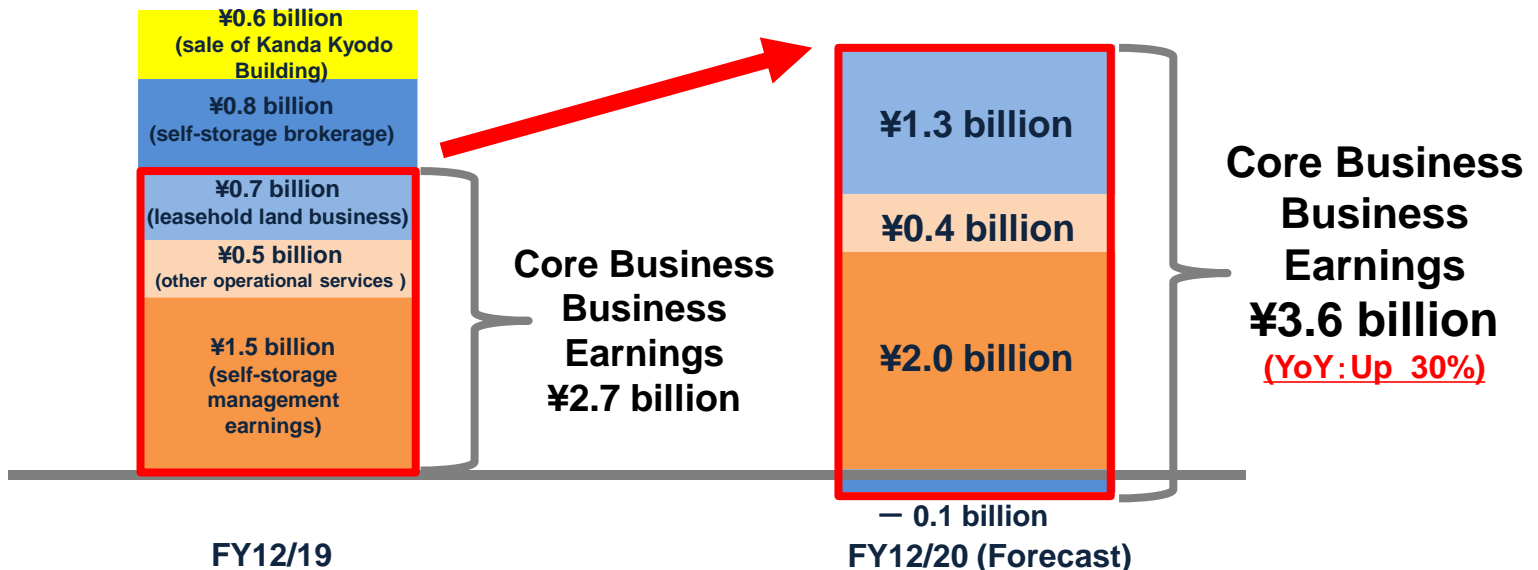 ¥0.6 billion
(sale of Kanda Kyodo
Building)
¥0.8 billion
(self-storage brokerage)
¥0.7 billion
(leasehold land business)
¥0.5 billion
(other operational services )
¥1.5 billion
(self-storage
management
earnings)
Core Business
Business
Earnings
¥2.7 billion
FY12/19
¥1.3 billion
¥0.4 billion
¥2.0 billion
－ 0.1 billion
FY12/20 (Forecast)
Core Business
Business
Earnings
¥3.6 billion
(YoY：Up 30%)